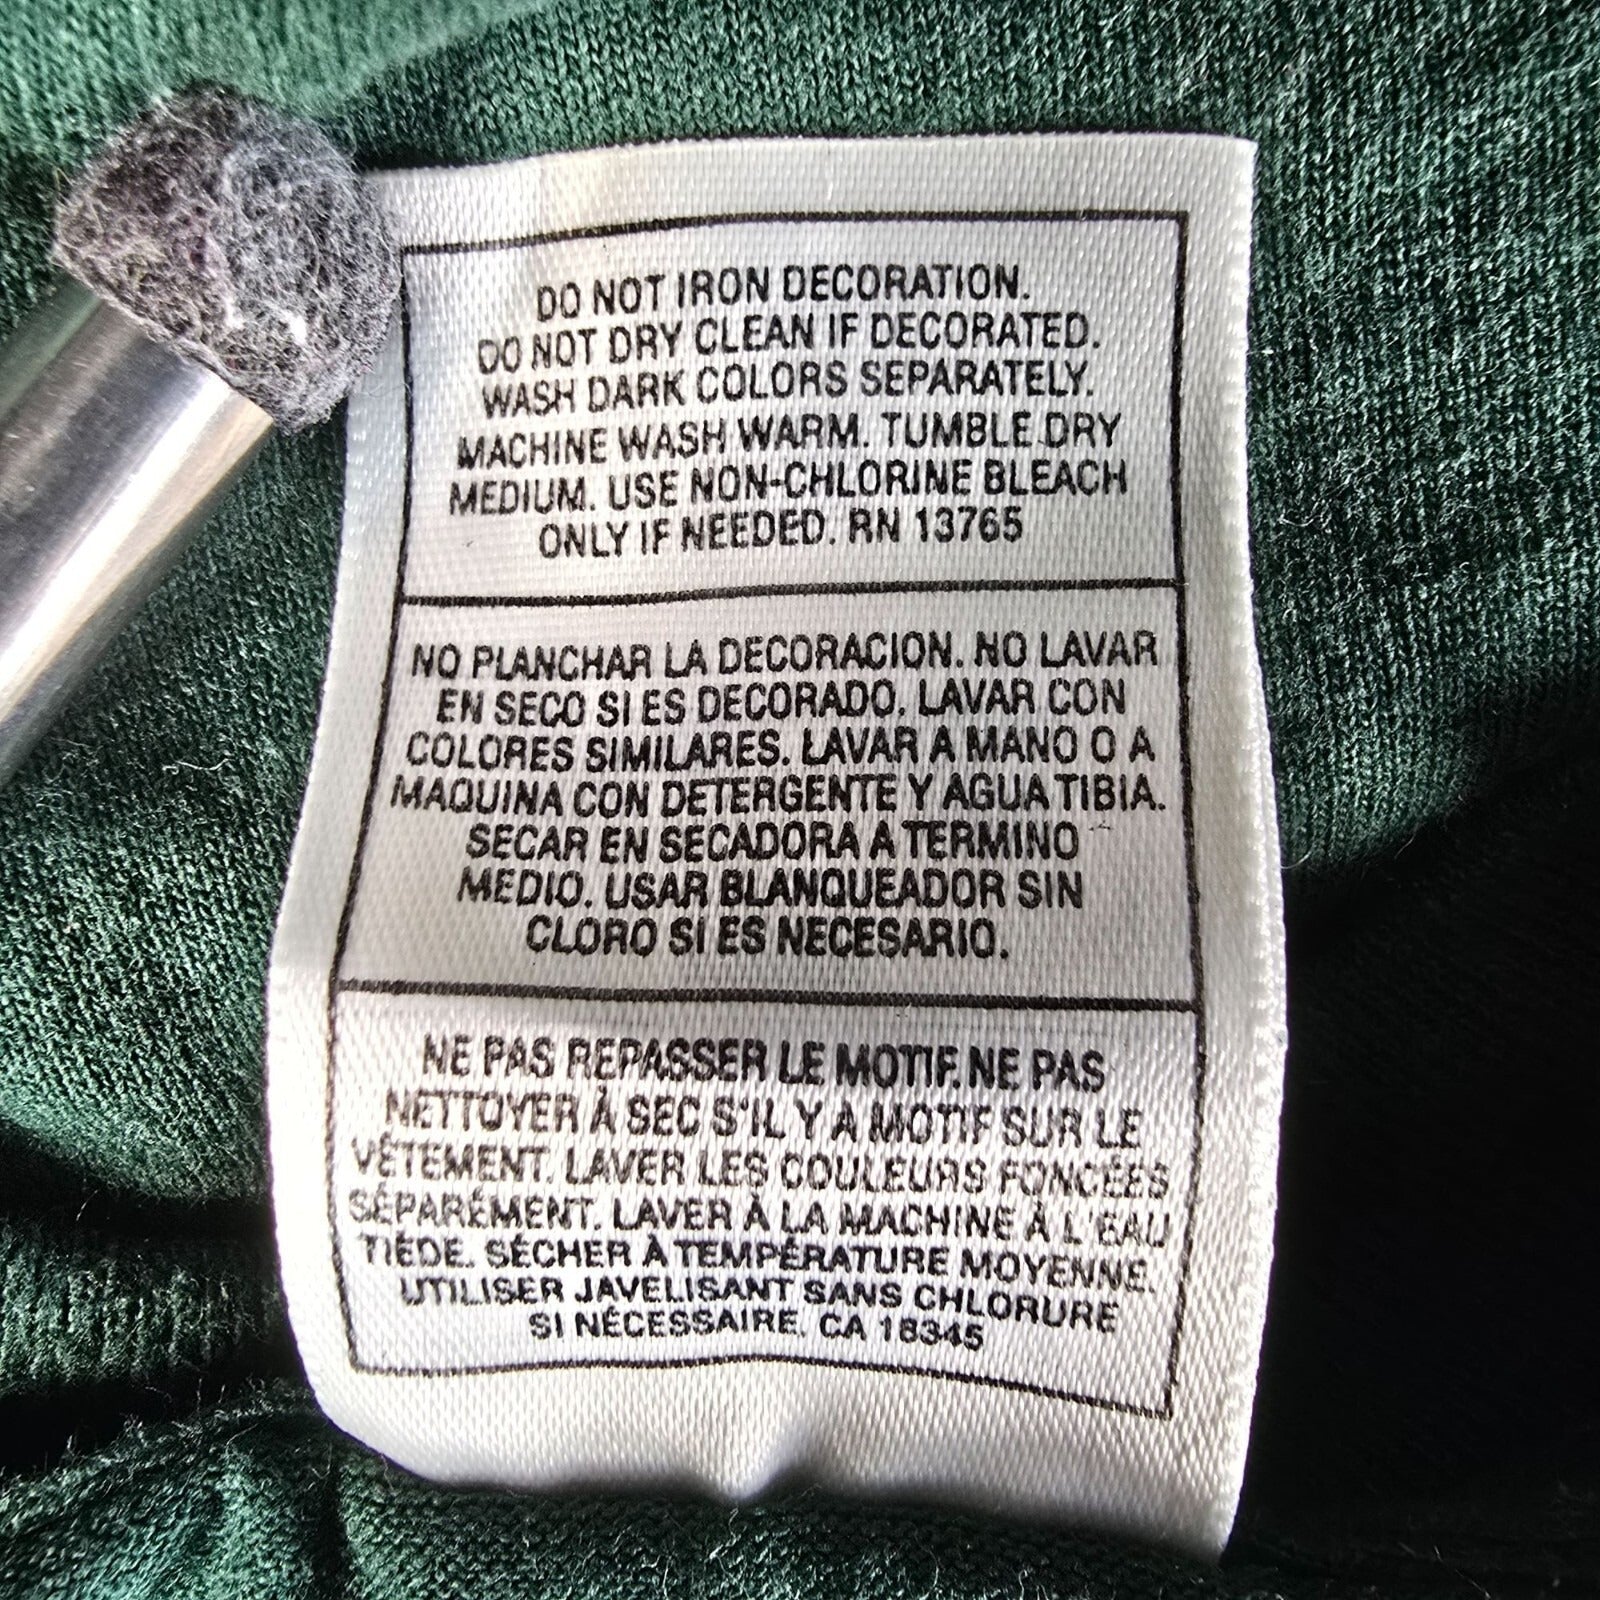 DO NOT IRON DECORATION.
DO NOT DRY CLEAN IF DECORATED.
WASH DARK COLORS SEPARATELY.
MACHINE WASH WARM. TUMBLE DRY
MEDIUM. USE NON-CHLORINE BLEACH
ONLY IF NEEDED. RN 13765
NO PLANCHAR LA DECORACION. NO LAVAR
EN SECO SI ES DECORADO. LAVAR CON
COLORES SIMILARES. LAVAR A MANO O A
MAQUINA CON DETERGENTE Y AGUA TIBIA.
SECAR EN SECADORA A TERMINO
MEDIO. USAR BLANQUEADOR SIN
CLORO SI ES NECESARIO.
NE PAS REPASSER LE MOTIF. NE PAS
NETTOYER À SEC S'IL Y A MOTIF SUR LE
VÊTEMENT. LAVER LES COULEURS FONCÉES
SÉPARÉMENT. LAVER À LA MACHINE À L'EAU
TIÈDE. SÉCHER À TEMPÉRATURE MOYENNE.
UTILISER JAVELISANT SANS CHLORURE
SI NÉCESSAIRE. CA 18345